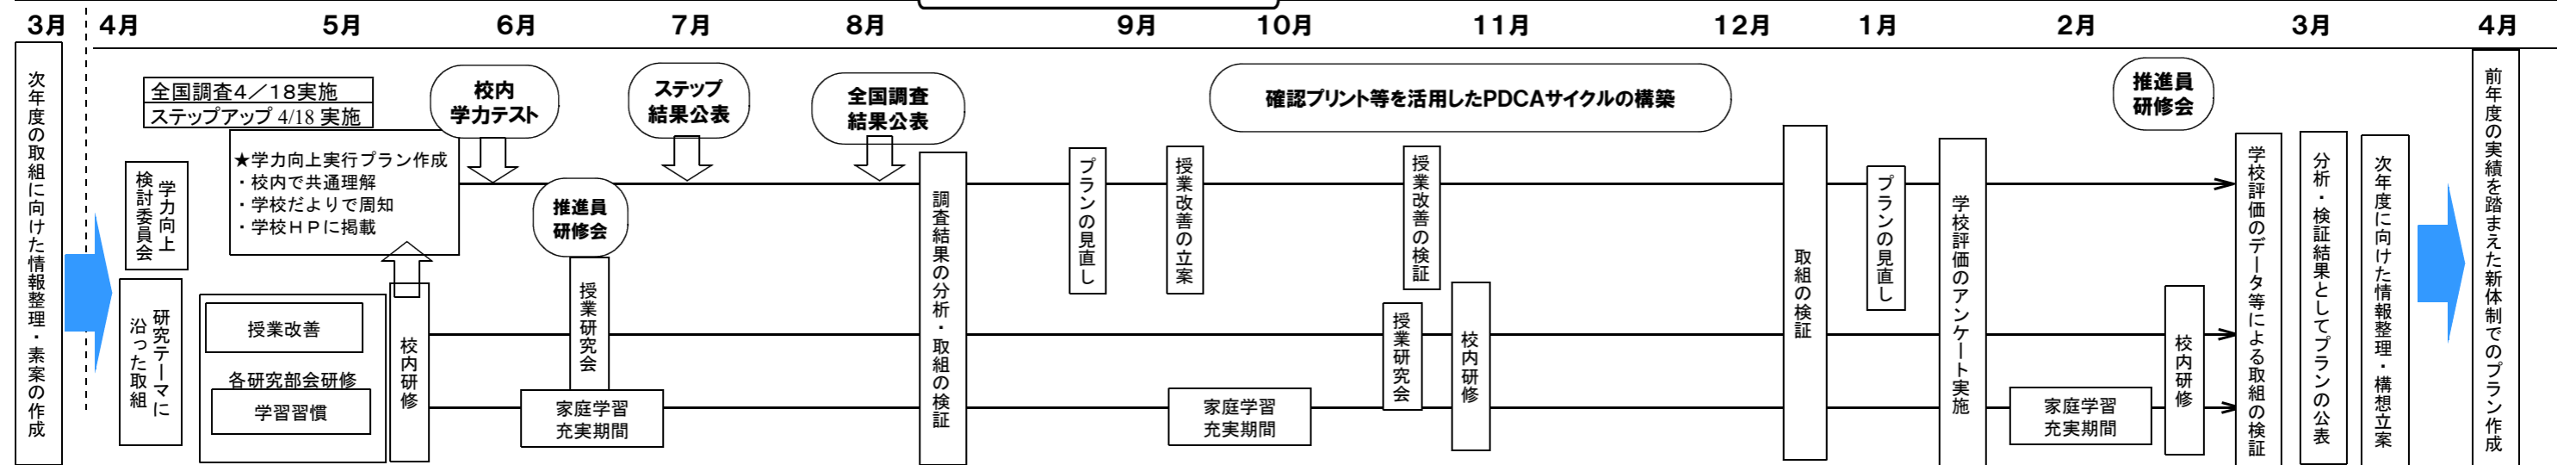 3月
4月
5月
6月
7月
8月
9月
10月
11月
12月
1月
2月
3月
4月
次年度の取組に向けた情報整理・素案の作成
全国調査4／18実施
ステップアップ 4/18 実施
学力向上
検討委員会
研究テーマに
沿った取組
★学力向上実行プラン作成
・校内で共通理解
・学校だよりで周知
・学校ＨＰに掲載
授業改善
各研究部会研修
学習習慣
校内研修
校内
学力テスト
推進員
研修会
授業研究会
家庭学習
充実期間
ステップ
結果公表
全国調査
結果公表
調査結果の分析・取組の検証
確認プリント等を活用したPDCAサイクルの構築
プランの見直し
授業改善の立案
家庭学習
充実期間
授業改善の検証
授業研究会
校内研修
取組の検証
プランの見直し
学校評価のアンケート実施
推進員
研修会
家庭学習
充実期間
校内研修
学校評価のデータ等による取組の検証
分析・検証結果としてプランの公表
次年度に向けた情報整理・構想立案
前年度の実績を踏まえた新体制でのプラン作成